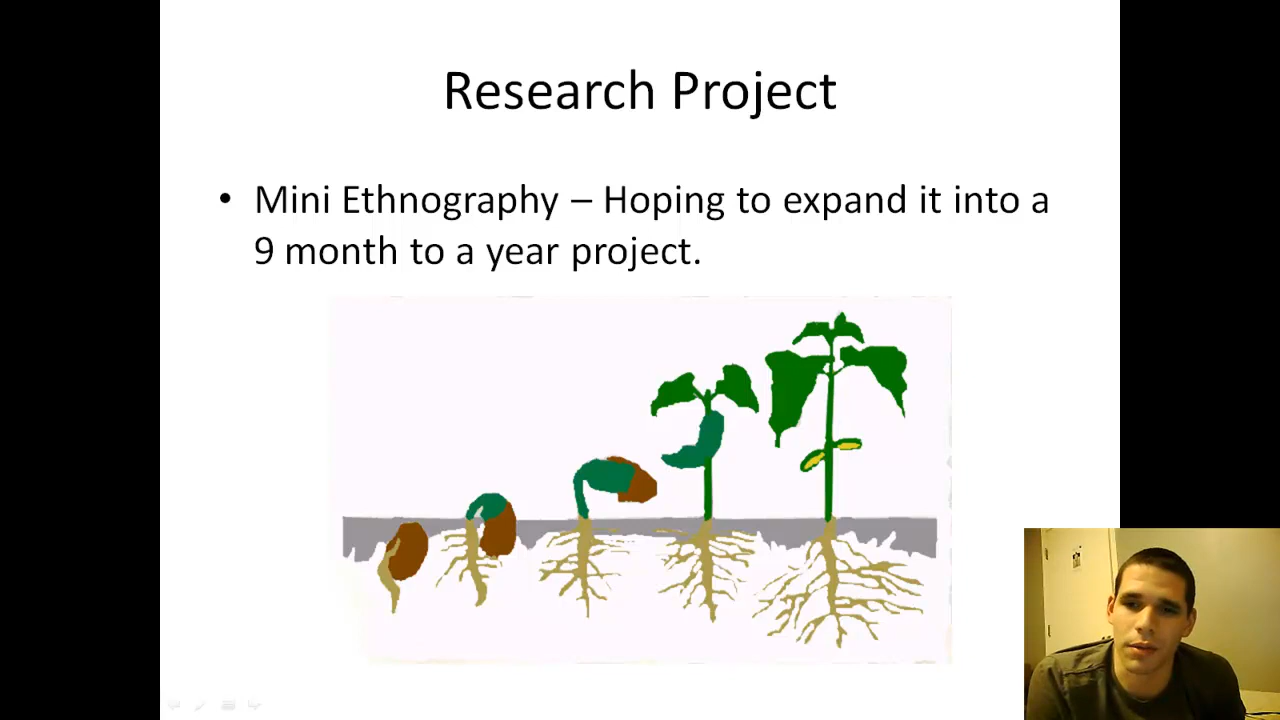 Research Project
• Mini Ethnography – Hoping to expand it into a
9 month to a year project.